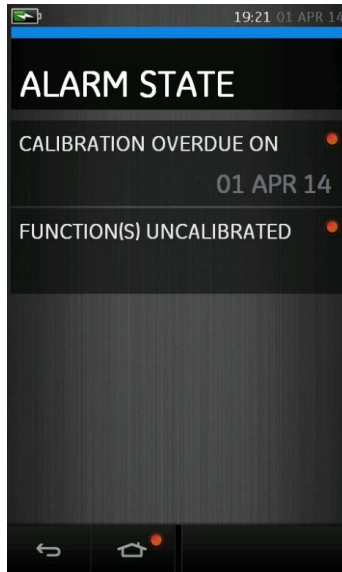 19:21 01 APR 14
ALARM STATE
CALIBRATION OVERDUE ON
01 APR 14
FUNCTION(S) UNCALIBRATED